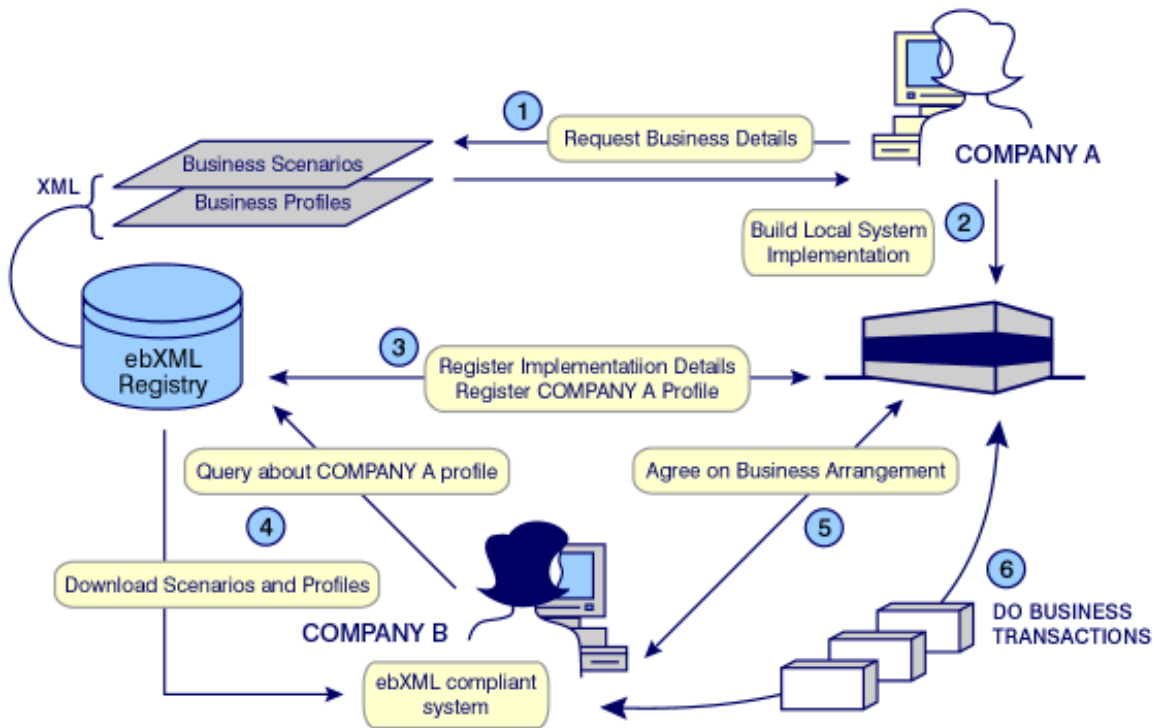 1
Request Business Details
COMPANY A
XML
Business Scenarios
Business Profiles
Build Local System
Implementation
2
ebXML
Registry
3
Register Implementatiion Details
Register COMPANY A Profile
Query about COMPANY A profile
Agree on Business Arrangement
4
5
Download Scenarios and Profiles
6
DO BUSINESS
TRANSACTIONS
COMPANY B
ebXML compliant
system